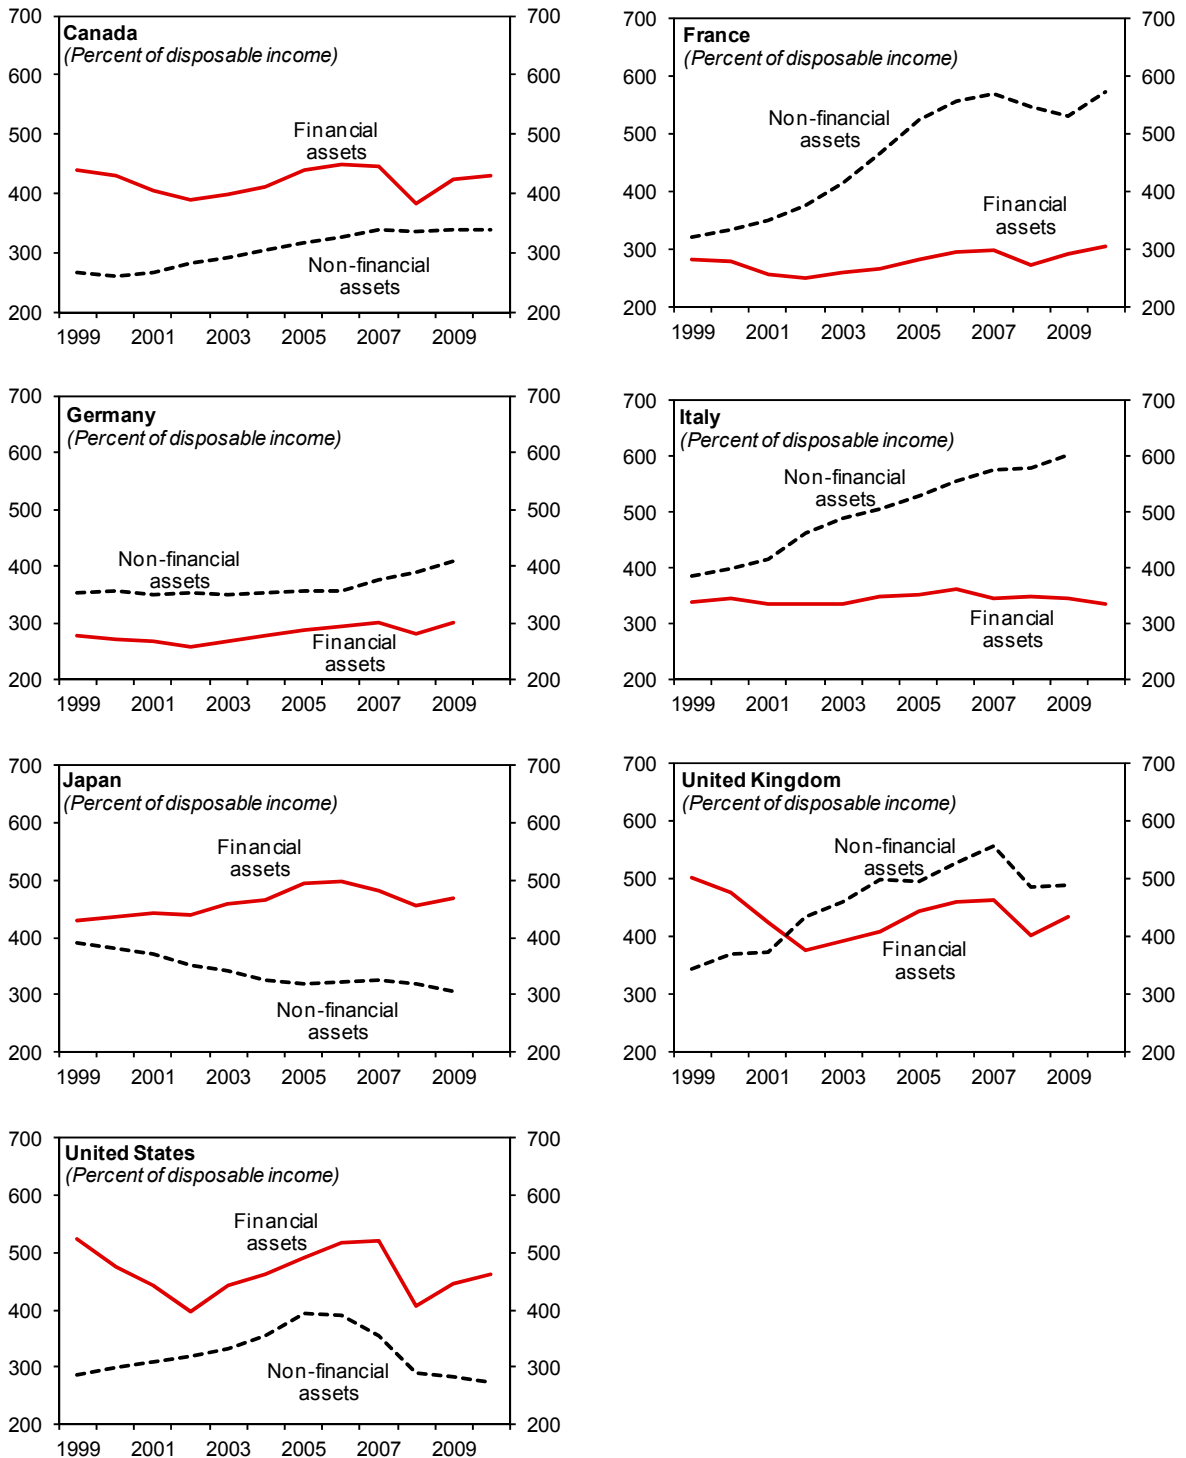 Canada
(Percent of disposable income)
700 700
600 600
500 500
400 400
300 300
200 200
Financial
assets
Non-financial
assets
1999 2001 2003 2005 2007 2009
France
(Percent of disposable income)
700 700
600 600
500 500
400 400
300 300
200 200
Non-financial
assets
Financial
assets
1999 2001 2003 2005 2007 2009
Germany
(Percent of disposable income)
700 700
600 600
500 500
400 400
300 300
200 200
Non-financial
assets
Financial
assets
1999 2001 2003 2005 2007 2009
Italy
(Percent of disposable income)
700 700
600 600
500 500
400 400
300 300
200 200
Non-financial
assets
Financial
assets
1999 2001 2003 2005 2007 2009
Japan
(Percent of disposable income)
700 700
600 600
500 500
400 400
300 300
200 200
Financial
assets
Non-financial
assets
1999 2001 2003 2005 2007 2009
United Kingdom
(Percent of disposable income)
700 700
600 600
500 500
400 400
300 300
200 200
Non-financial
assets
Financial
assets
1999 2001 2003 2005 2007 2009
United States
(Percent of disposable income)
700 700
600 600
500 500
400 400
300 300
200 200
Financial
assets
Non-financial
assets
1999 2001 2003 2005 2007 2009